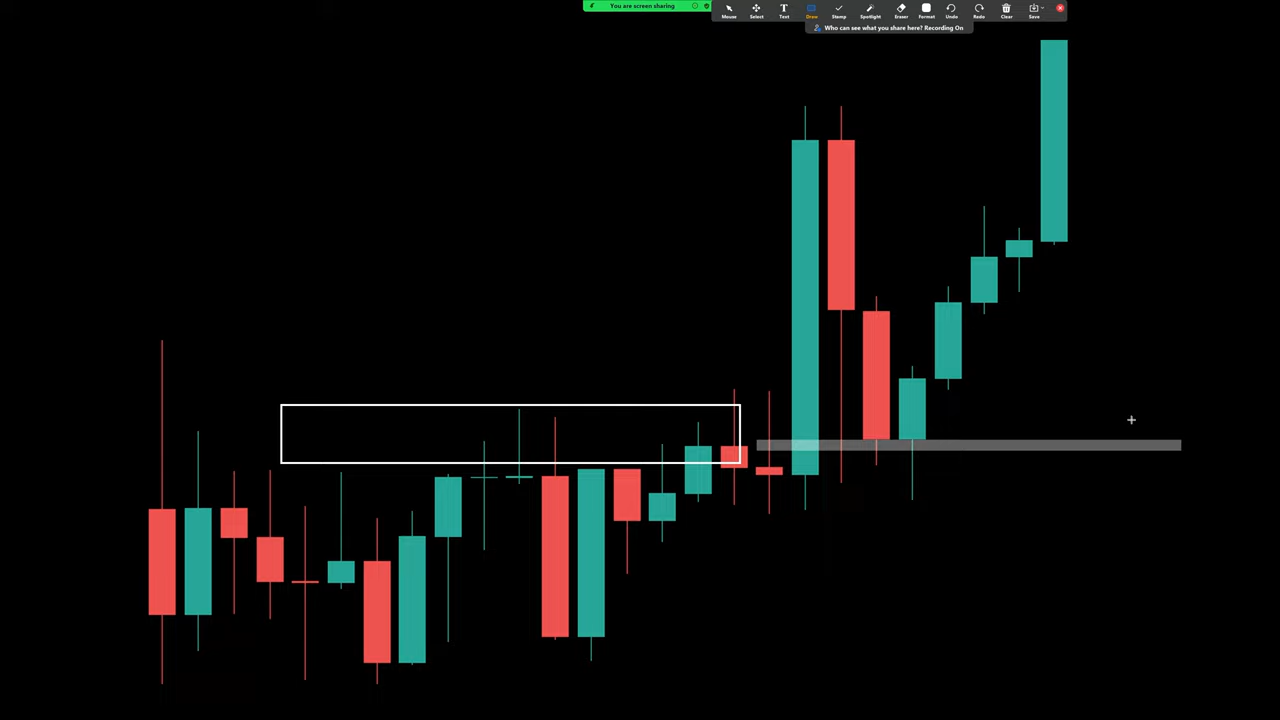 You are screen sharing
Mouse Select Text Draw Stamp Spotlight Eraser Format Undo Redo Clear Save
Who can see what you share here? Recording On